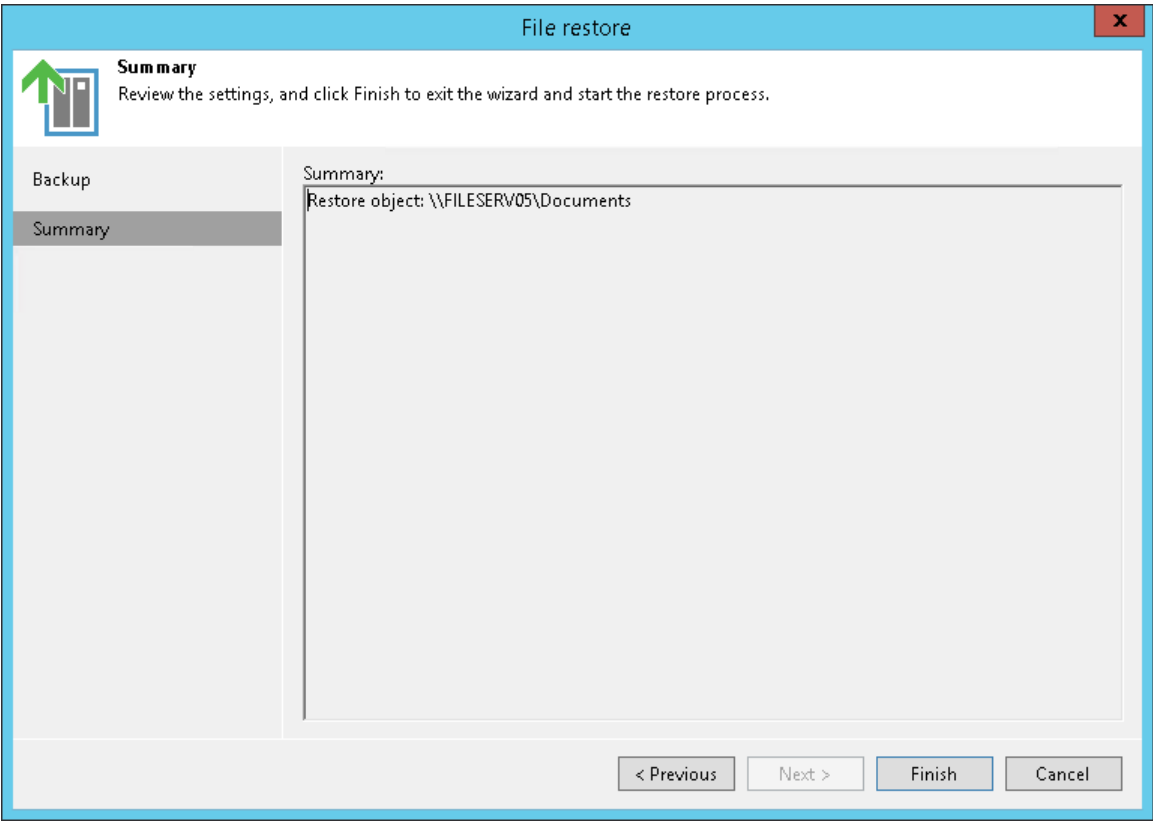 File restore
x
Summary
Review the settings, and click Finish to exit the wizard and start the restore process.
Backup
Summary
Summary:
Restore object: \\FILESERV05\Documents
< Previous
Next >
Finish
Cancel